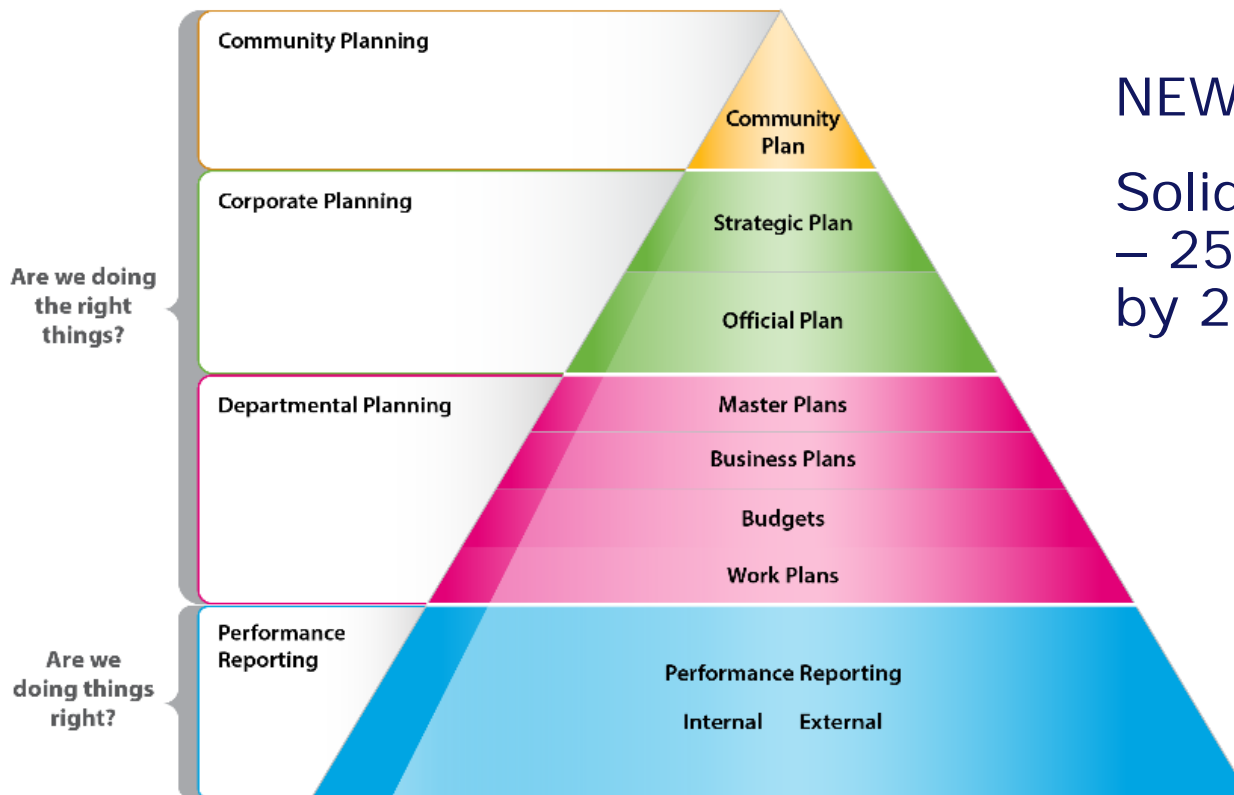 Community Planning
Community
Plan
Corporate Planning
Strategic Plan
Official Plan
Are we doing
the right
things?
Departmental Planning
Master Plans
Business Plans
Budgets
Work Plans
Performance
Reporting
Are we
doing things
right?
Performance Reporting
Internal External
NEW
– 25
by 2